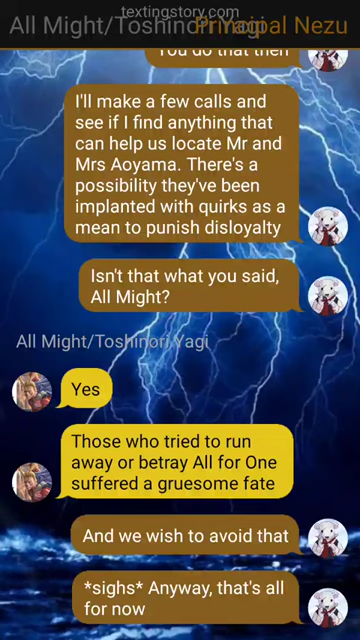 textingstory.com
All Might/Toshinori Yagi
Principal Nezu
You do that then
I'll make a few calls and
see if I find anything that
can help us locate Mr and
Mrs Aoyama. There's a
possibility they've been
implanted with quirks as a
mean to punish disloyalty
Isn't that what you said,
All Might?
All Might/Toshinori Yagi
Yes
Those who tried to run
away or betray All for One
suffered a gruesome fate
And we wish to avoid that
*sighs* Anyway, that's all
for now